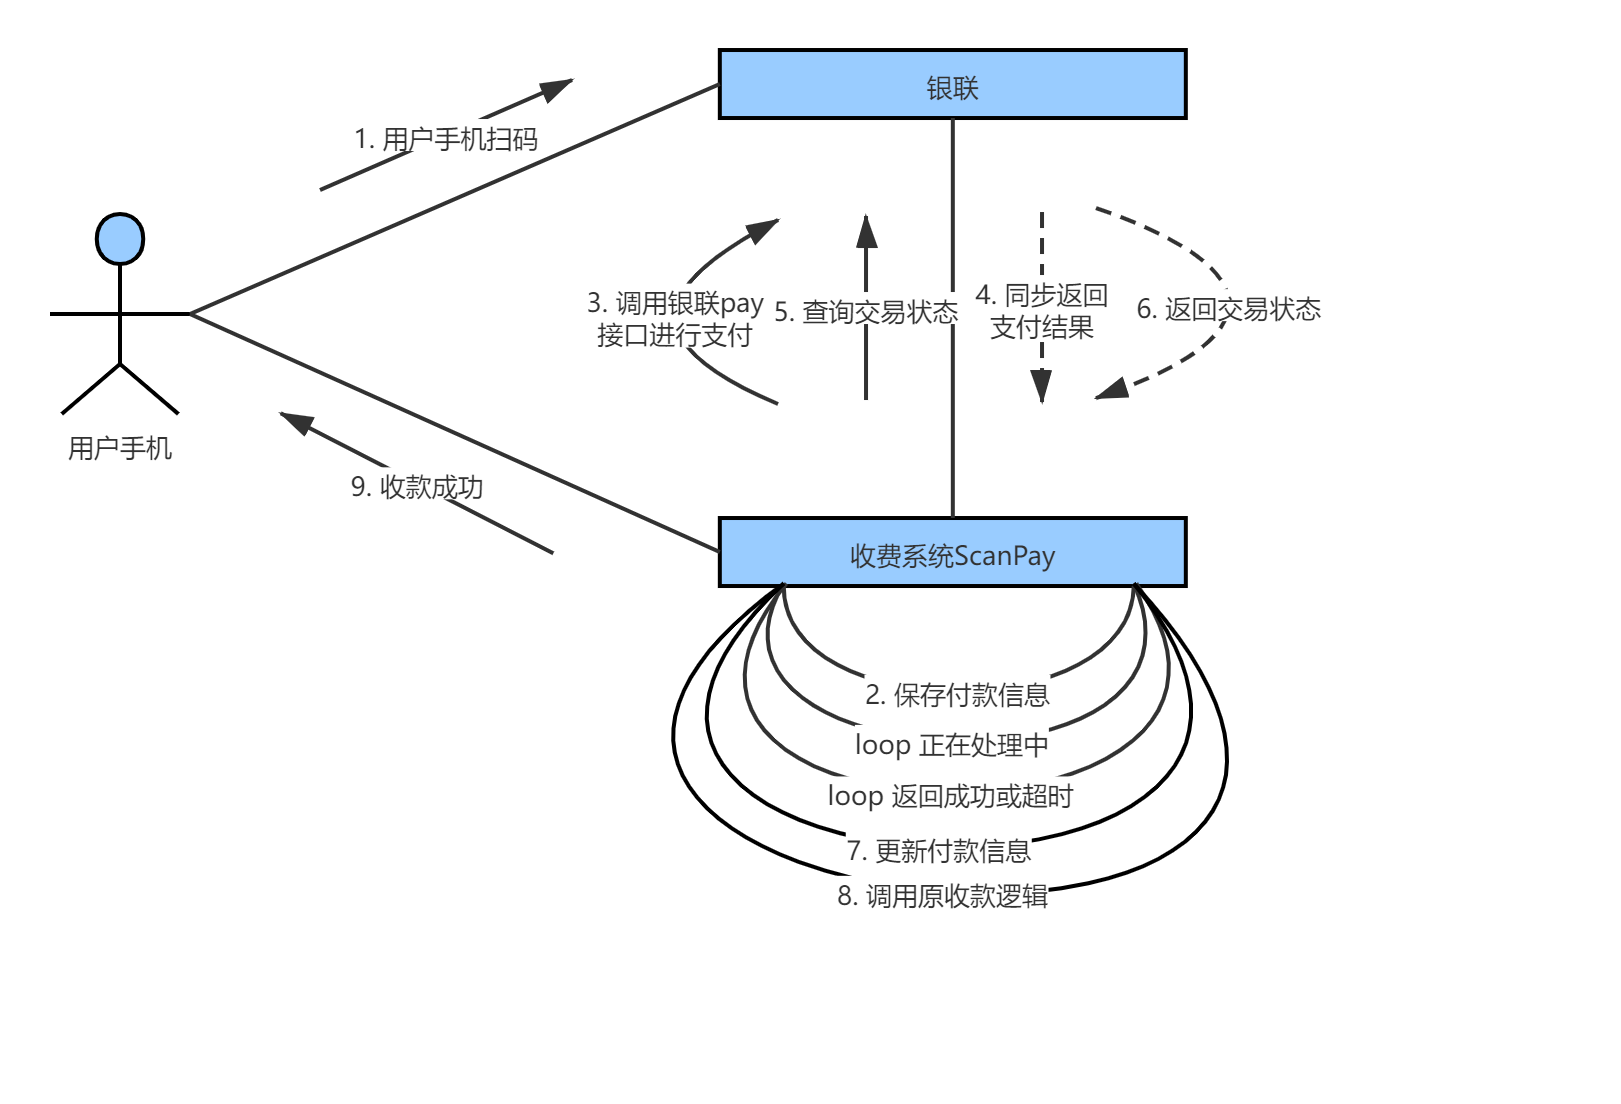 银联
1. 用户手机扫码
3. 调用银联pay
接口进行支付
5. 查询交易状态
4. 同步返回
支付结果
6. 返回交易状态
用户手机
9. 收款成功
收费系统ScanPay
2. 保存付款信息
loop 正在处理中
loop 返回成功或超时
7. 更新付款信息
8. 调用原收款逻辑